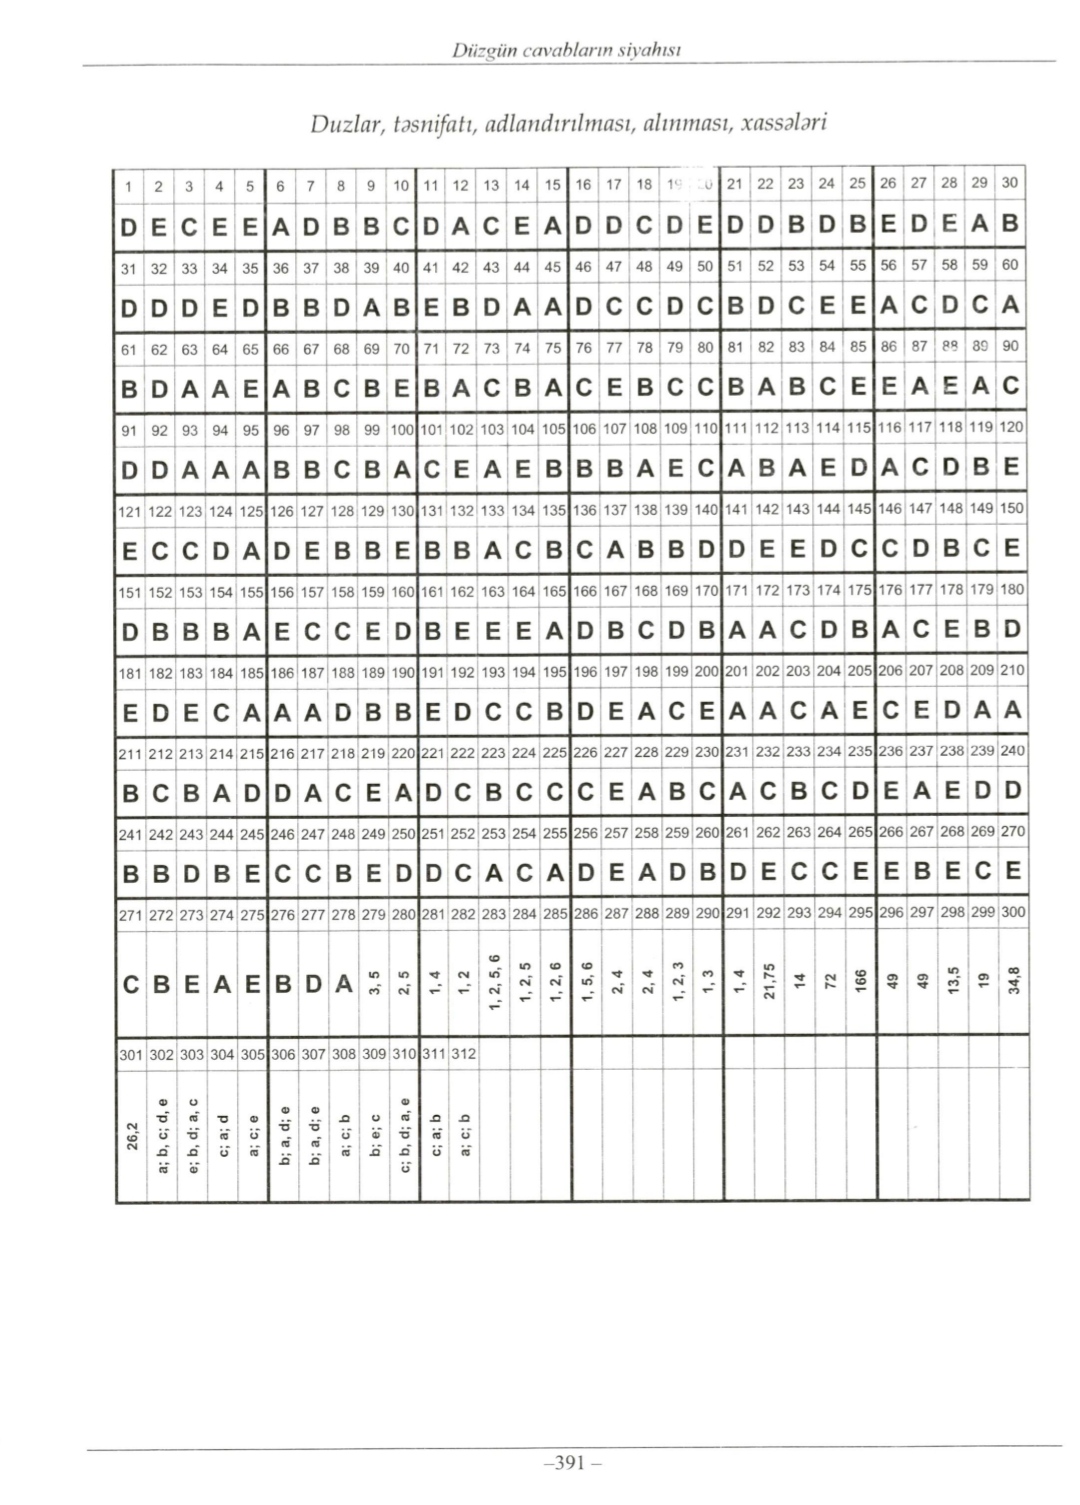 Düzgün cavabların siyahısı
Duzlar, təsnifatı, adlandırılması, alınması, xassələri
1 2 3 4 5 6 7 8 9 10 11 12 13 14 15 16 17 18 19 20 21 22 23 24 25 26 27 28 29 30
D E C E E A D B B C D A C E A D D C D E D D B D B E D E A B
31 32 33 34 35 36 37 38 39 40 41 42 43 44 45 46 47 48 49 50 51 52 53 54 55 56 57 58 59 60
D D D E D B B D A B E B D A A D C C D C B D C E E A C D C A
61 62 63 64 65 66 67 68 69 70 71 72 73 74 75 76 77 78 79 80 81 82 83 84 85 86 87 88 89 90
B D A A E A B C B E B A C B A C E B C C B A B C E E A E A C
91 92 93 94 95 96 97 98 99 100 101 102 103 104 105 106 107 108 109 110 111 112 113 114 115 116 117 118 119 120
D D A A A B B C B A C E A E B B B A E C A B A E D A C D B E
121 122 123 124 125 126 127 128 129 130 131 132 133 134 135 136 137 138 139 140 141 142 143 144 145 146 147 148 149 150
E C C D A D E B B E B B A C B C A B B D D E E D C C D B C E
151 152 153 154 155 156 157 158 159 160 161 162 163 164 165 166 167 168 169 170 171 172 173 174 175 176 177 178 179 180
D B B B A E C C E D B E E E A D B C D B A A C D B A C E B D
181 182 183 184 185 186 187 188 189 190 191 192 193 194 195 196 197 198 199 200 201 202 203 204 205 206 207 208 209 210
E D E C A A A D B B E D C C B D E A C E A A C A E C E D A A
211 212 213 214 215 216 217 218 219 220 221 222 223 224 225 226 227 228 229 230 231 232 233 234 235 236 237 238 239 240
B C B A D D A C E A D C B C C C E A B C A C B C D E A E D D
241 242 243 244 245 246 247 248 249 250 251 252 253 254 255 256 257 258 259 260 261 262 263 264 265 266 267 268 269 270
B B D B E C C B E D D C A C A D E A D B D E C C E E B E C E
271 272 273 274 275 276 277 278 279 280 281 282 283 284 285 286 287 288 289 290 291 292 293 294 295 296 297 298 299 300
C B E A E B D A 3, 5 2, 5 1, 4 1, 2 1, 2, 5, 6 1, 2, 5 1, 2, 6 1, 5, 6 2, 4 2, 4 1, 2, 3 1, 3 1, 4 21,75 14 72 166 49 49 13,5 19 34,8
301 302 303 304 305 306 307 308 309 310 311 312
26,2 a; b, c; d, e e; b, d; a, c c; a; d a; c; e b; a, d; e b; a, d; e a; c; b b; e; c c; b, d; a, e c; a; b a; c; b
–391 –